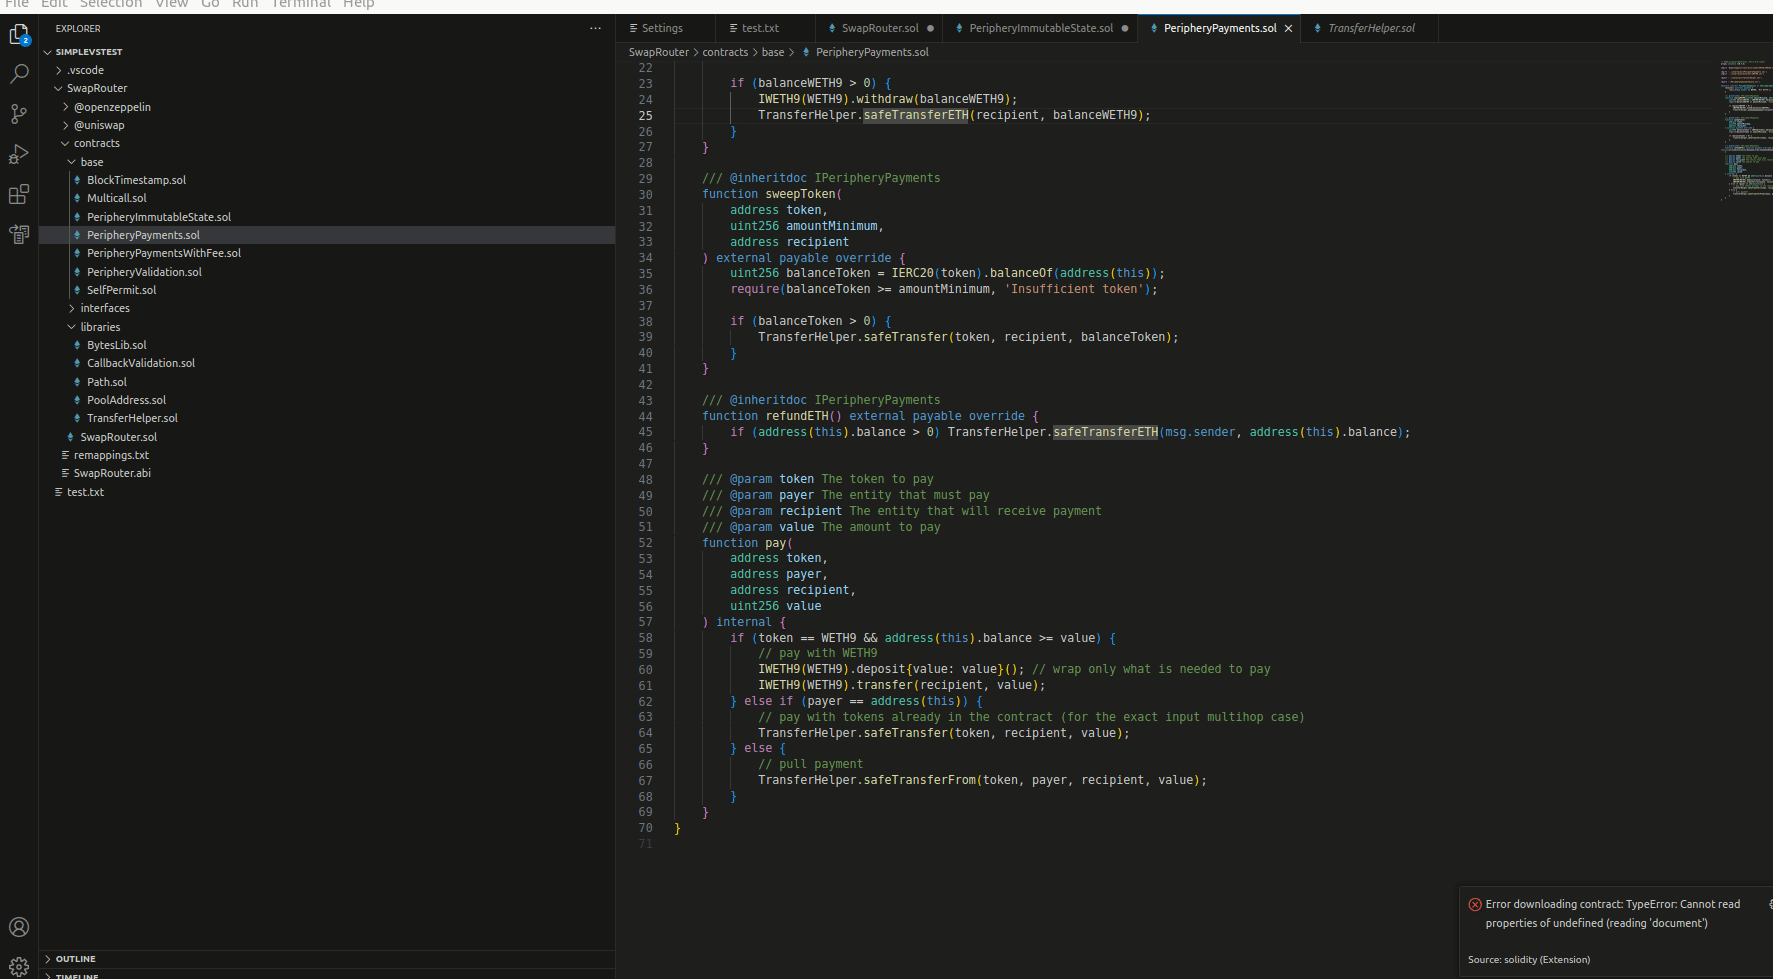 File Edit Selection View Go Run Terminal Help
EXPLORER
SIMPLEVSTEST
.vscode
SwapRouter
@openzeppelin
@uniswap
contracts
base
BlockTimestamp.sol
Multicall.sol
PeripheryImmutableState.sol
PeripheryPayments.sol
PeripheryPaymentsWithFee.sol
PeripheryValidation.sol
SelfPermit.sol
interfaces
libraries
BytesLib.sol
CallbackValidation.sol
Path.sol
PoolAddress.sol
TransferHelper.sol
SwapRouter.sol
remappings.txt
SwapRouter.abi
test.txt
OUTLINE
TIMELINE
2
Settings test.txt SwapRouter.sol PeripheryImmutableState.sol PeripheryPayments.sol TransferHelper.sol
SwapRouter > contracts > base > PeripheryPayments.sol
22
23 if (balanceWETH9 > 0) {
24 IWETH9(WETH9).withdraw(balanceWETH9);
25 TransferHelper.safeTransferETH(recipient, balanceWETH9);
26 }
27 }
28
29 /// @inheritdoc IPeripheryPayments
30 function sweepToken(
31 address token,
32 uint256 amountMinimum,
33 address recipient
34 ) external payable override {
35 uint256 balanceToken = IERC20(token).balanceOf(address(this));
36 require(balanceToken >= amountMinimum, 'Insufficient token');
37
38 if (balanceToken > 0) {
39 TransferHelper.safeTransfer(token, recipient, balanceToken);
40 }
41 }
42
43 /// @inheritdoc IPeripheryPayments
44 function refundETH() external payable override {
45 if (address(this).balance > 0) TransferHelper.safeTransferETH(msg.sender, address(this).balance);
46 }
47
48 /// @param token The token to pay
49 /// @param payer The entity that must pay
50 /// @param recipient The entity that will receive payment
51 /// @param value The amount to pay
52 function pay(
53 address token,
54 address payer,
55 address recipient,
56 uint256 value
57 ) internal {
58 if (token == WETH9 && address(this).balance >= value) {
59 // pay with WETH9
60 IWETH9(WETH9).deposit{value: value}(); // wrap only what is needed to pay
61 IWETH9(WETH9).transfer(recipient, value);
62 } else if (payer == address(this)) {
63 // pay with tokens already in the contract (for the exact input multihop case)
64 TransferHelper.safeTransfer(token, recipient, value);
65 } else {
66 // pull payment
67 TransferHelper.safeTransferFrom(token, payer, recipient, value);
68 }
69 }
70 }
71
Error downloading contract: TypeError: Cannot read
properties of undefined (reading 'document')
Source: solidity (Extension)